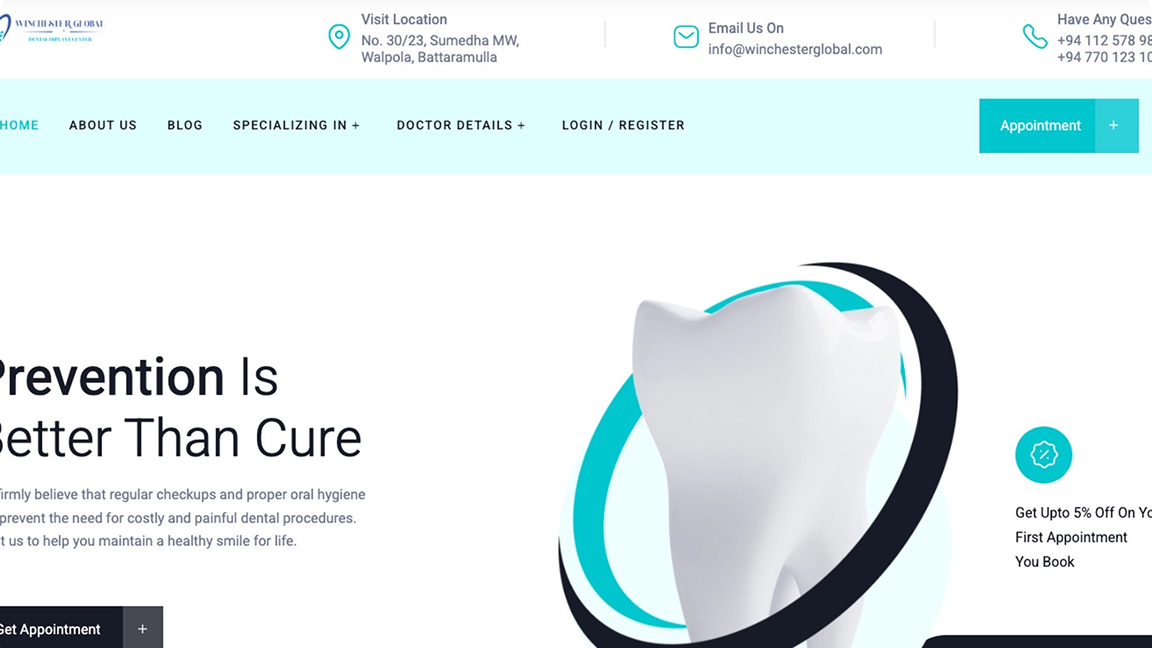 WINCHESTER GLOBAL
DENTAL IMPLANT CENTER
Visit Location
No. 30/23, Sumedha MW,
Walpola, Battaramulla
Email Us On
info@winchesterglobal.com
Have Any Ques
+94 112 578 98
+94 770 123 10
HOME
ABOUT US
BLOG
SPECIALIZING IN +
DOCTOR DETAILS +
LOGIN / REGISTER
Appointment +
Prevention Is
Better Than Cure
firmly believe that regular checkups and proper oral hygiene
prevent the need for costly and painful dental procedures.
t us to help you maintain a healthy smile for life.
Get Appointment +
Get Upto 5% Off On Yo
First Appointment
You Book